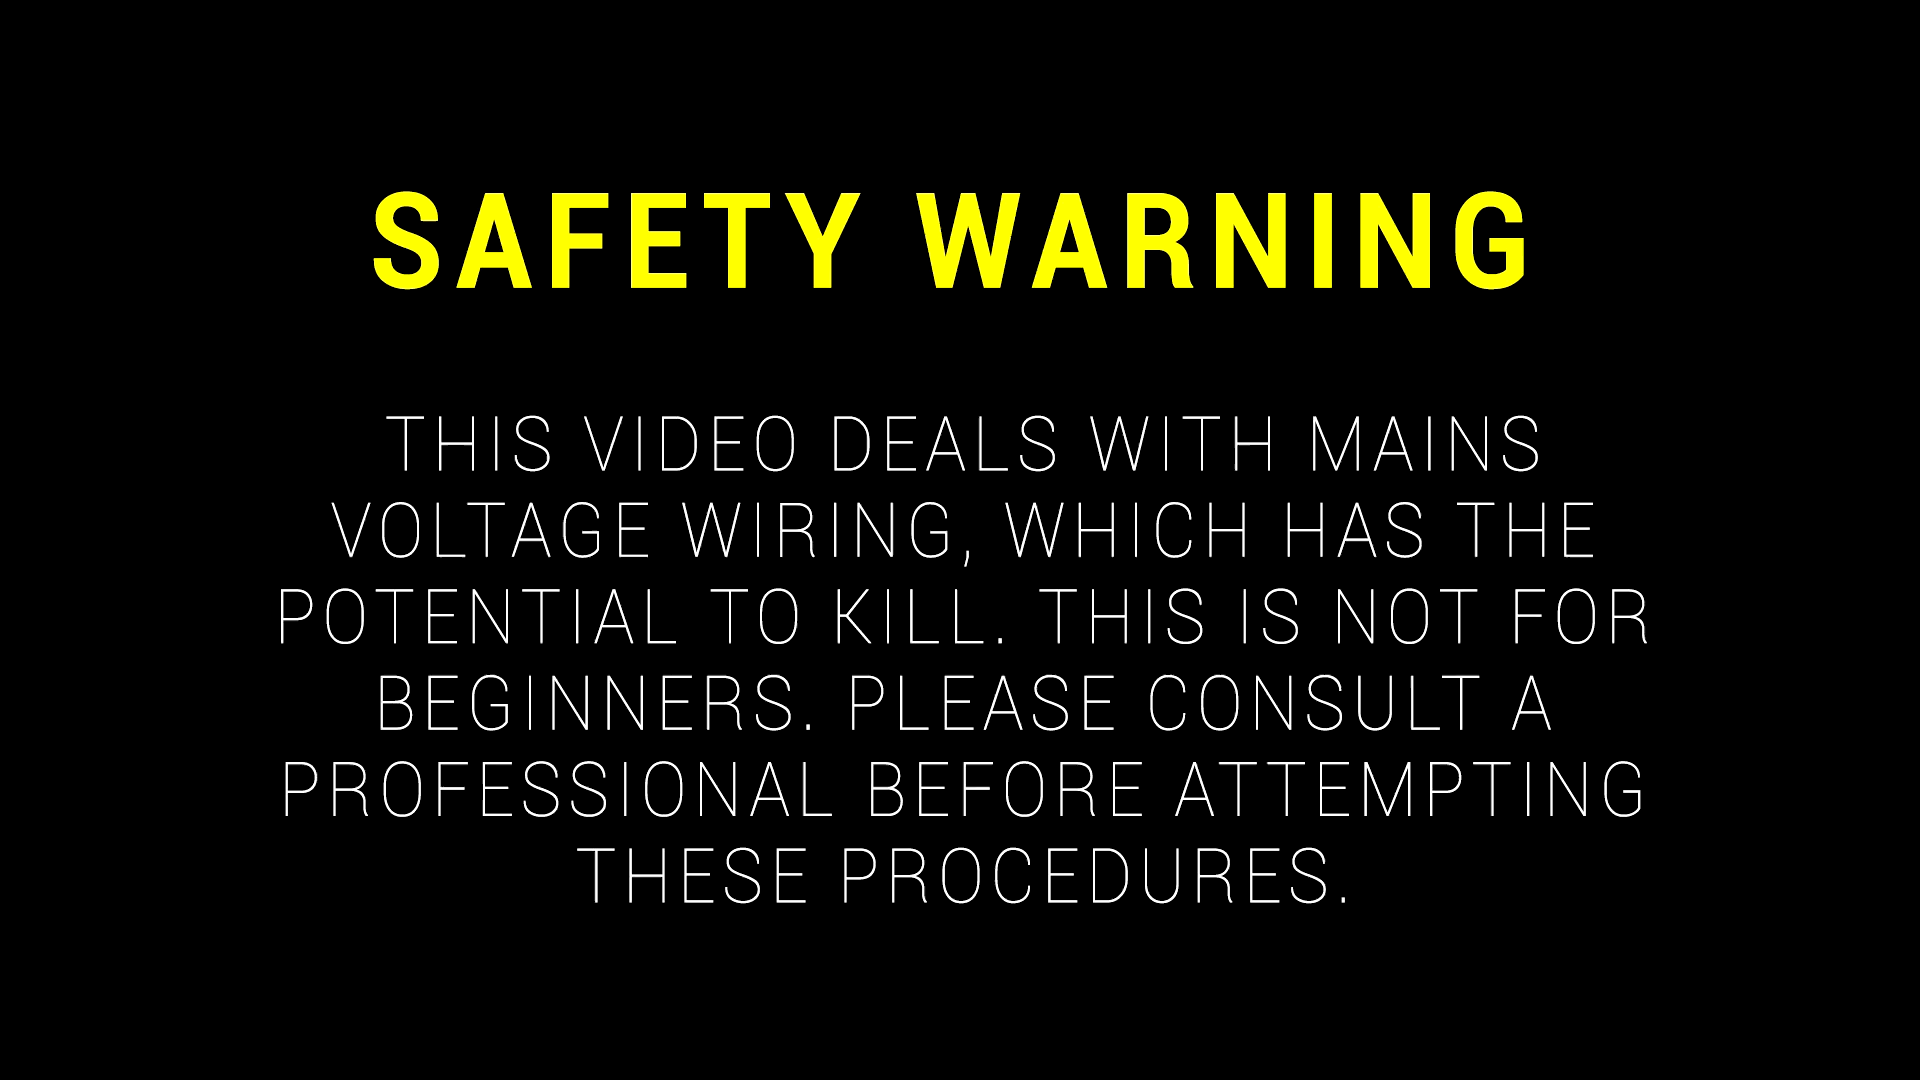 SAFETY WARNING
THIS VIDEO DEALS WITH MAINS
VOLTAGE WIRING, WHICH HAS THE
POTENTIAL TO KILL. THIS IS NOT FOR
BEGINNERS. PLEASE CONSULT A
PROFESSIONAL BEFORE ATTEMPTING
THESE PROCEDURES.